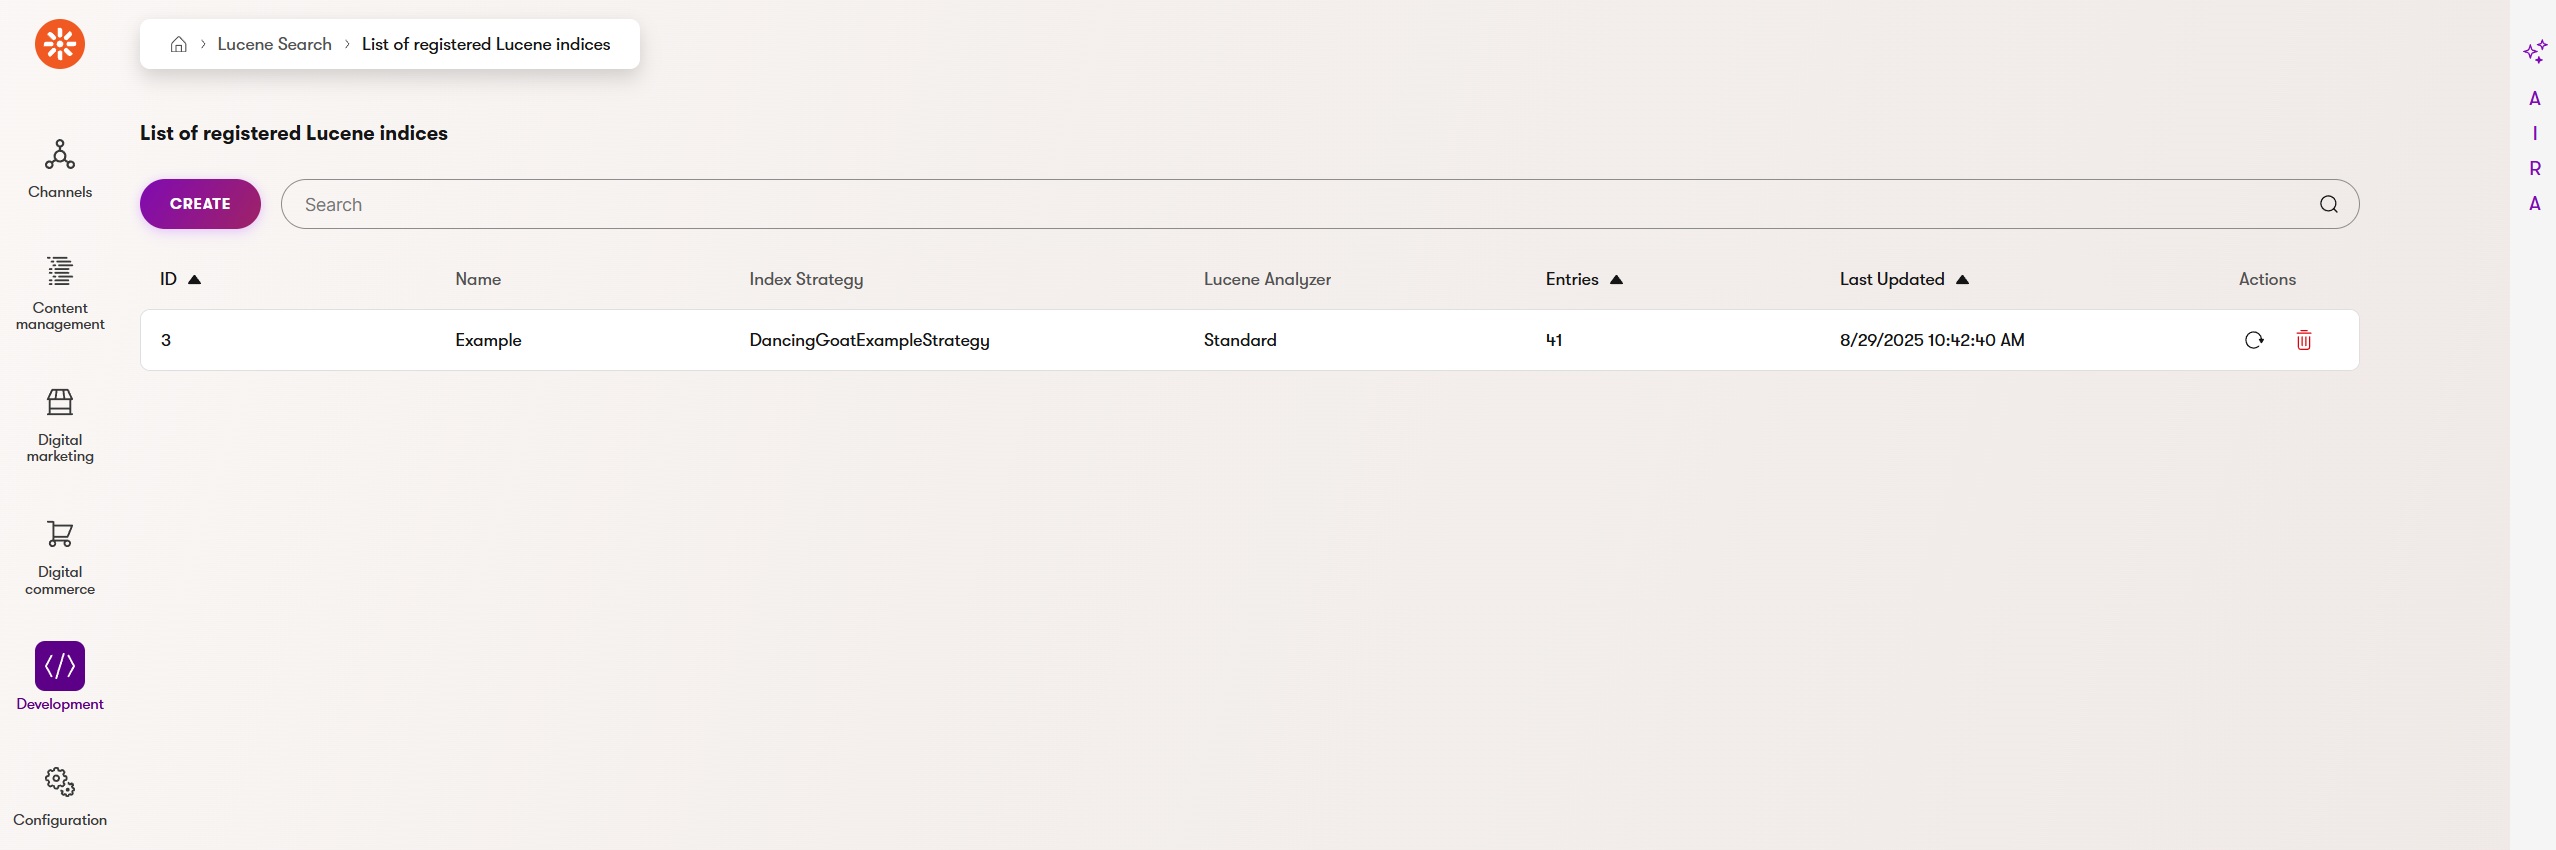 Lucene Search
List of registered Lucene indices
List of registered Lucene indices
CREATE
Search
ID
Name
Index Strategy
Lucene Analyzer
Entries
Last Updated
Actions
3
Example
DancingGoatExampleStrategy
Standard
41
8/29/2025 10:42:40 AM
Channels
Content
management
Digital
marketing
Digital
commerce
Development
Configuration
A
I
R
A